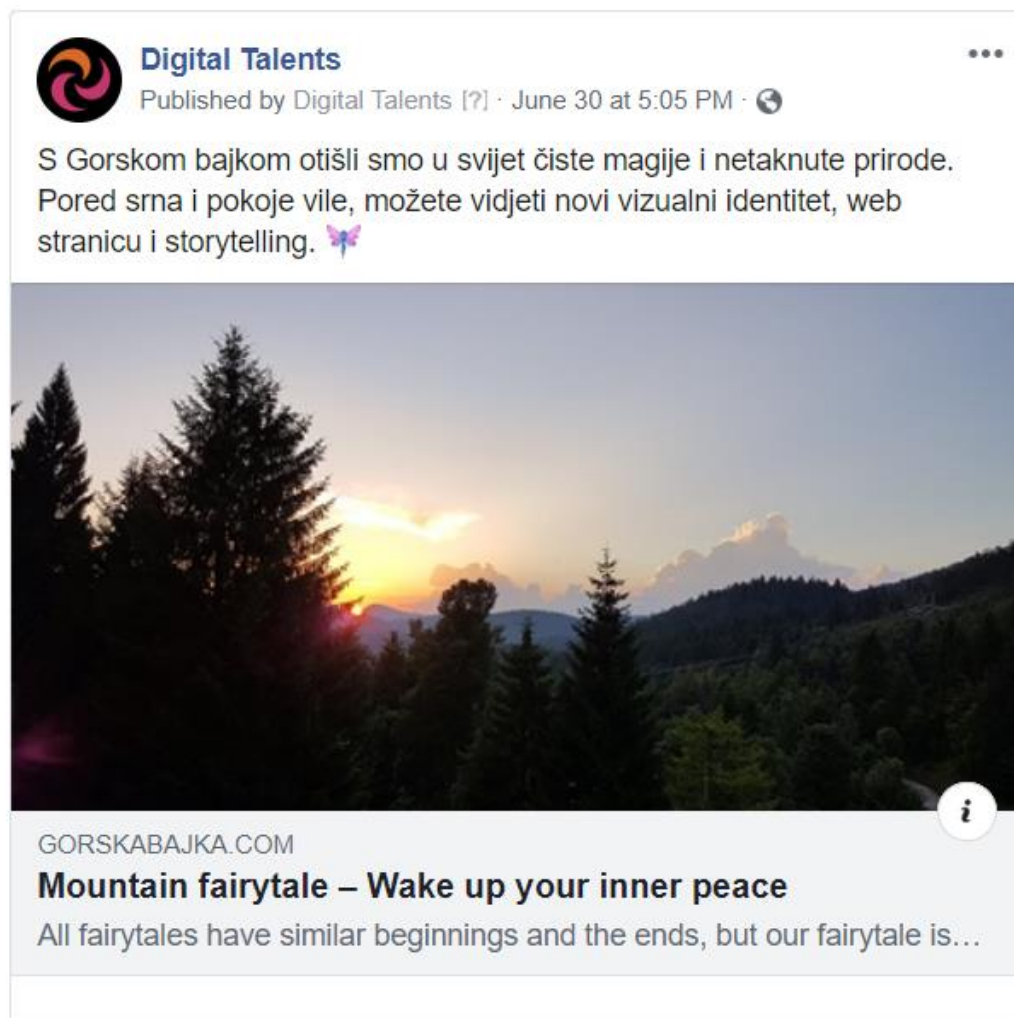 Digital Talents
Published by Digital Talents [?] · June 30 at 5:05 PM ·
S Gorskom bajkom otišli smo u svijet čiste magije i netaknute prirode.
Pored srna i pokoje vile, možete vidjeti novi vizualni identitet, web
stranicu i storytelling.
i
GORSKABAJKA.COM
Mountain fairytale – Wake up your inner peace
All fairytales have similar beginnings and the ends, but our fairytale is…